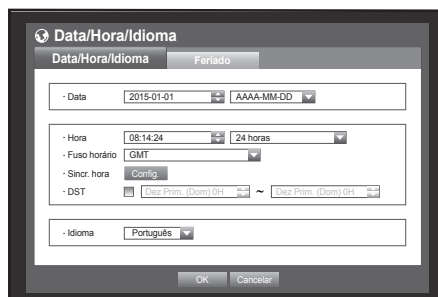 Data/Hora/Idioma
Data/Hora/Idioma Feriado
· Data 2015-01-01 AAAA-MM-DD
· Hora 08:14:24 24 horas
· Fuso horário GMT
· Sincr. hora Config.
· DST Dez Prim. (Dom) 0H ~ Dez Prim. (Dom) 0H
· Idioma Português
OK Cancelar